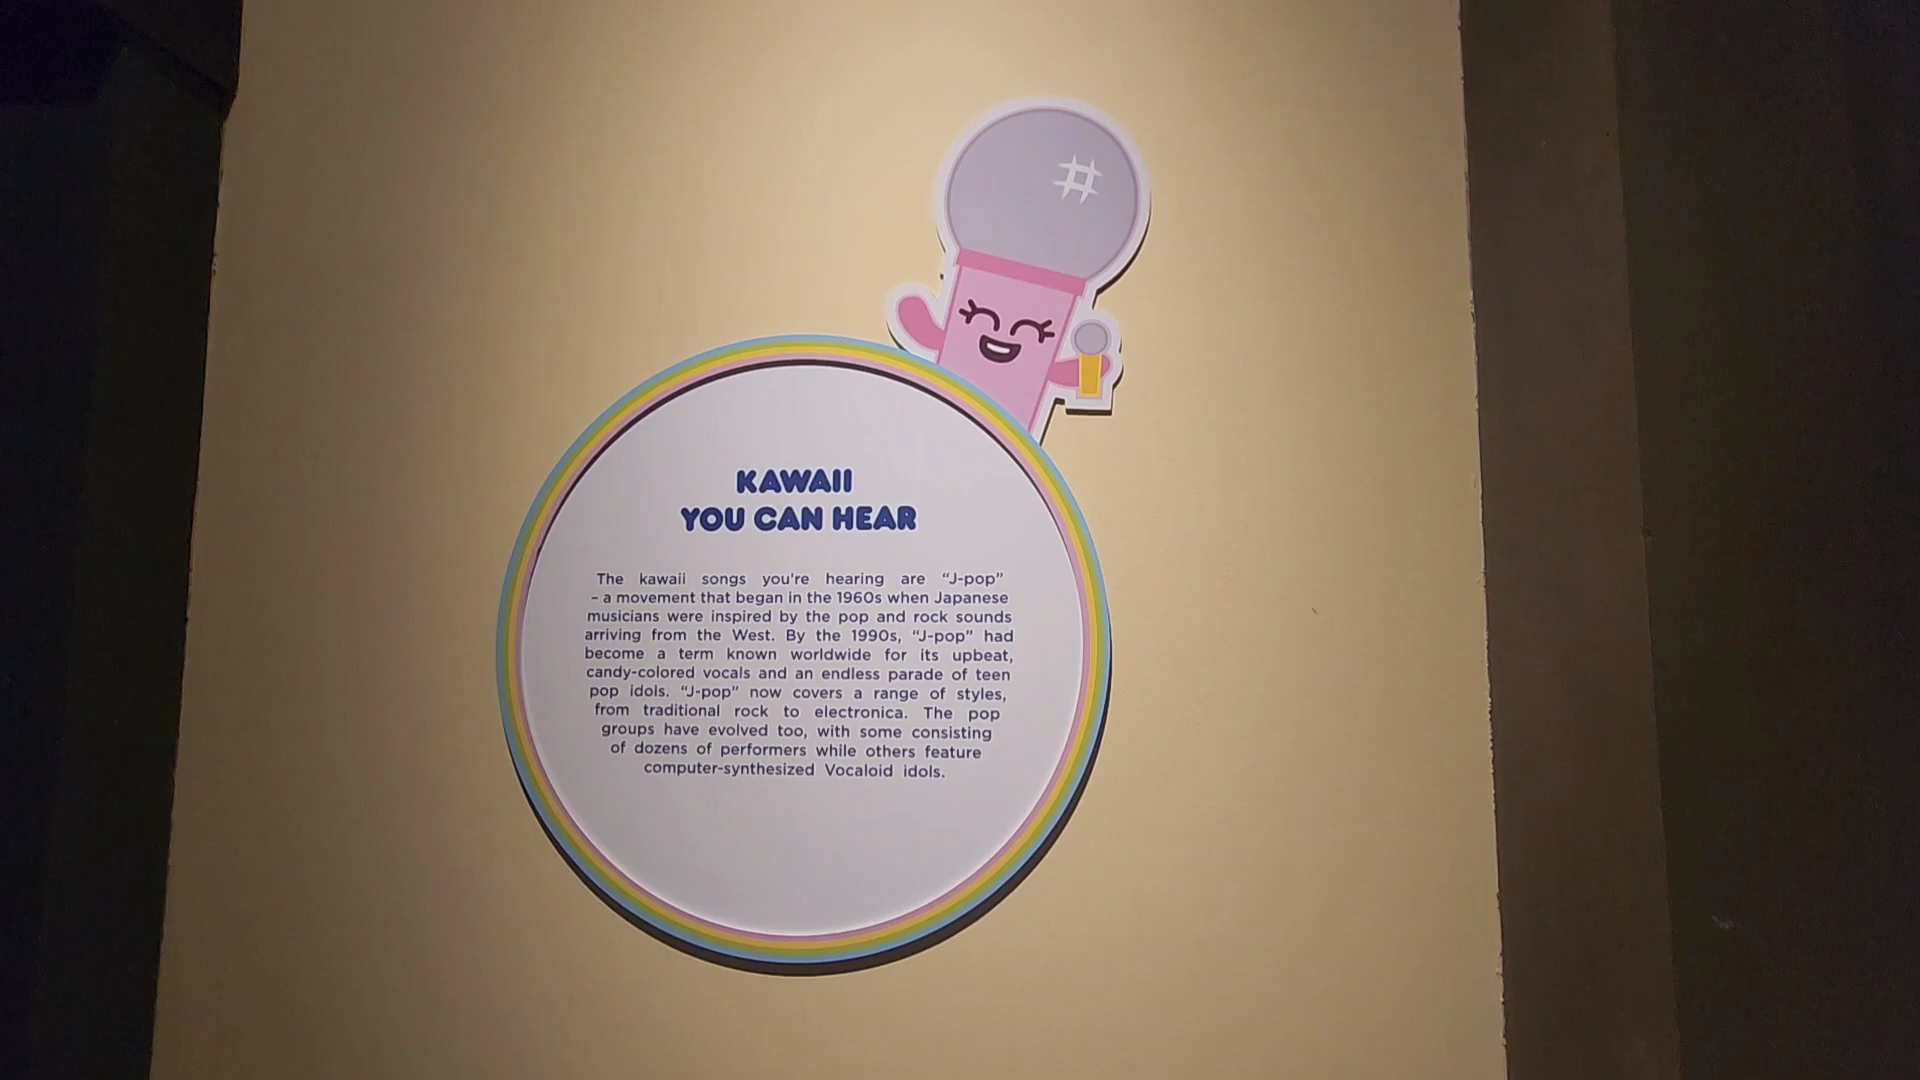 KAWAII
YOU CAN HEAR
The kawaii songs you're hearing are “J-pop”
– a movement that began in the 1960s when Japanese
musicians were inspired by the pop and rock sounds
arriving from the West. By the 1990s, “J-pop” had
become a term known worldwide for its upbeat,
candy-colored vocals and an endless parade of teen
pop idols. “J-pop” now covers a range of styles,
from traditional rock to electronica. The pop
groups have evolved too, with some consisting
of dozens of performers while others feature
computer-synthesized Vocaloid idols.